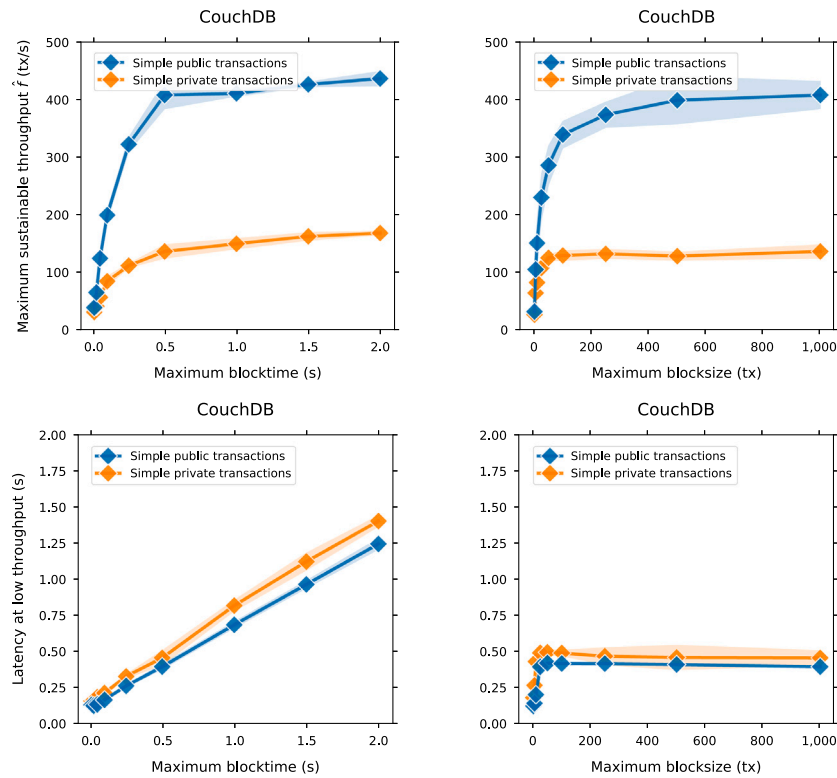 CouchDB
500
400
300
200
100
0
Maximum sustainable throughput f̂ (tx/s)
Simple public transactions
Simple private transactions
0.0 0.5 1.0 1.5 2.0
Maximum blocktime (s)
CouchDB
500
400
300
200
100
0
Simple public transactions
Simple private transactions
0 200 400 600 800 1,000
Maximum blocksize (tx)
CouchDB
2.00
1.75
1.50
1.25
1.00
0.75
0.50
0.25
0.00
Latency at low throughput (s)
Simple public transactions
Simple private transactions
0.0 0.5 1.0 1.5 2.0
Maximum blocktime (s)
CouchDB
2.00
1.75
1.50
1.25
1.00
0.75
0.50
0.25
0.00
Simple public transactions
Simple private transactions
0 200 400 600 800 1,000
Maximum blocksize (tx)